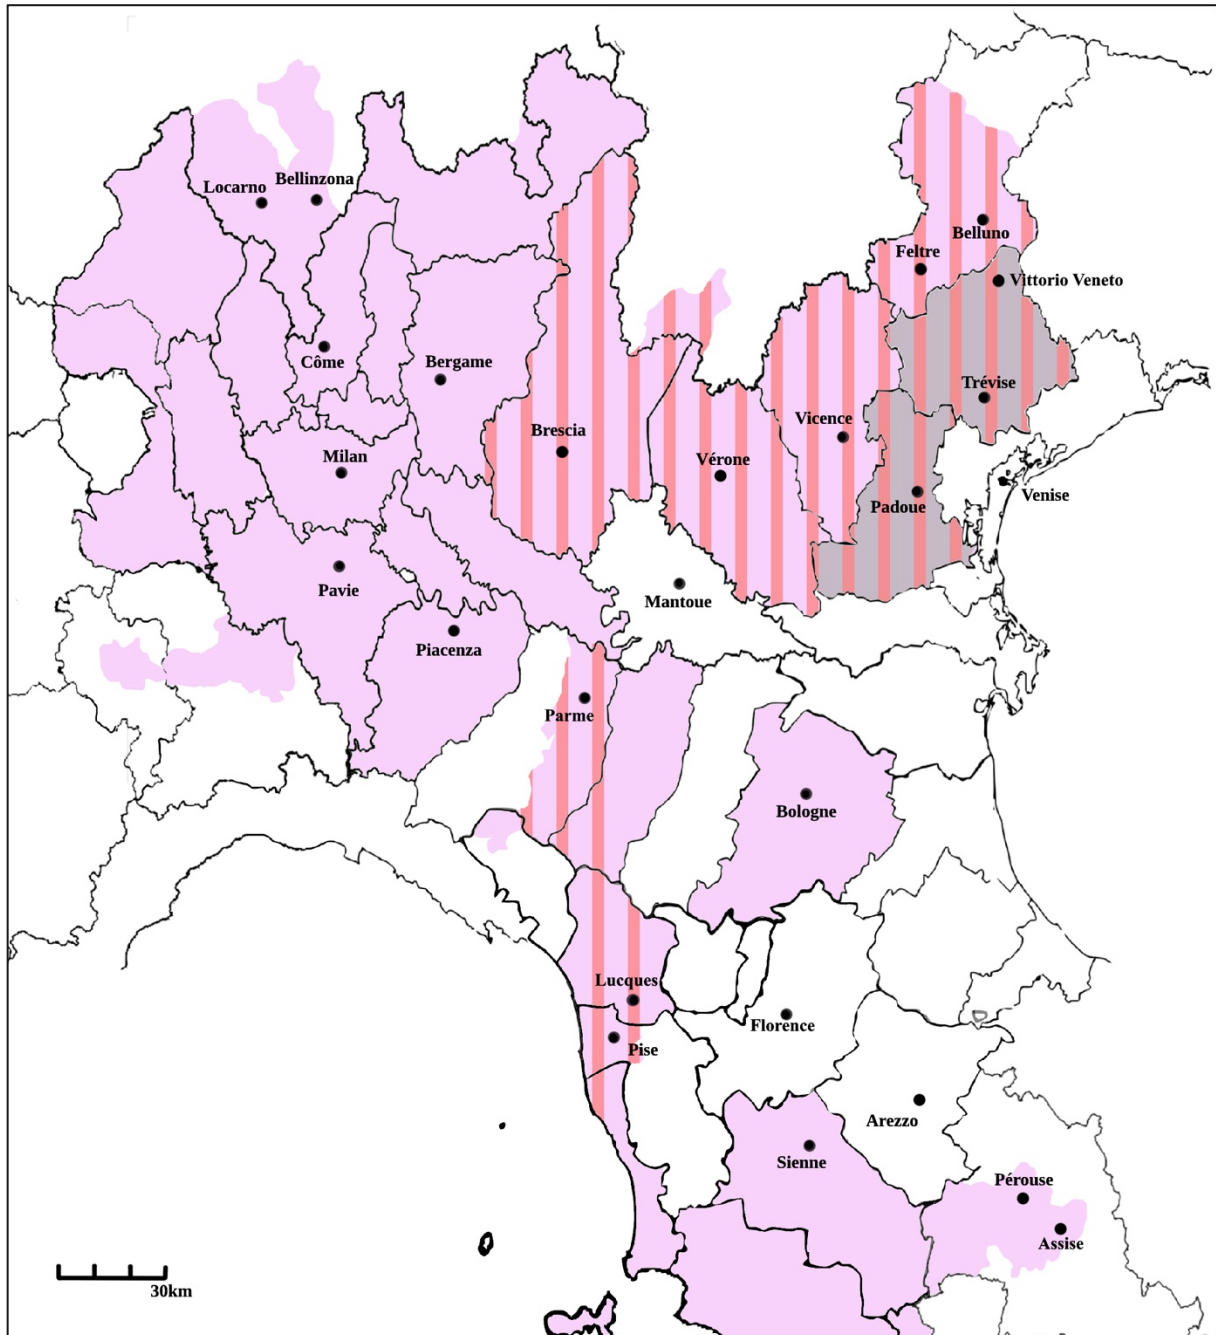 Locarno
Bellinzona
Belluno
Feltre
Vittorio Veneto
Côme
Bergame
Trévise
Vicence
Brescia
Milan
Vérone
Venise
Padoue
Pavie
Mantoue
Piacenza
Parme
Bologne
Lucques
Florence
Pise
Arezzo
Sienne
Pérouse
Assise
30km